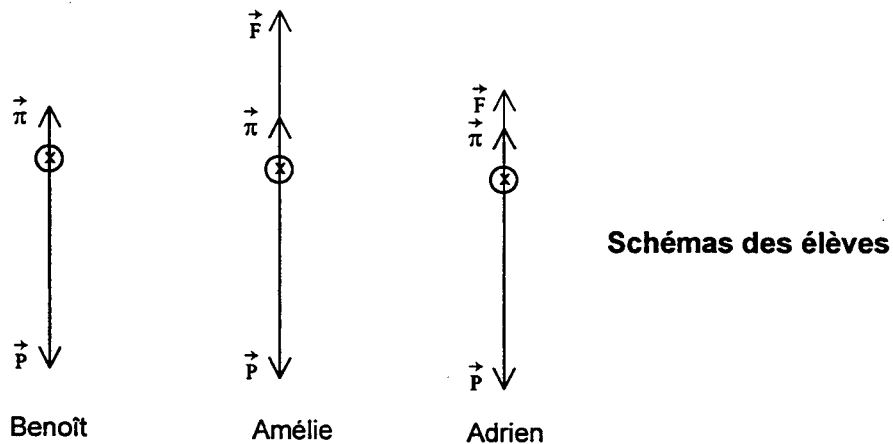 F
π π F
π
x x x
Schémas des élèves
P P P
Benoît Amélie Adrien